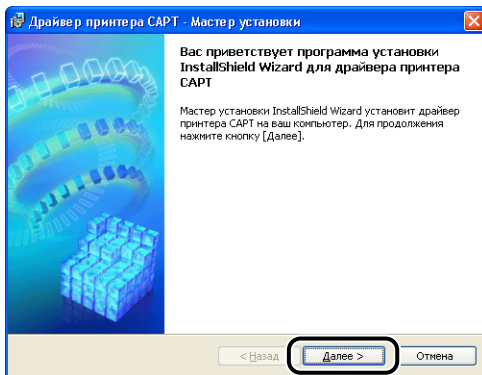 Драйвер принтера CAPT - Мастер установки
Вас приветствует программа установки
InstallShield Wizard для драйвера принтера
CAPT
Мастер установки InstallShield Wizard установит драйвер
принтера CAPT на ваш компьютер. Для продолжения
нажмите кнопку [Далее].
< Назад
Далее >
Отмена